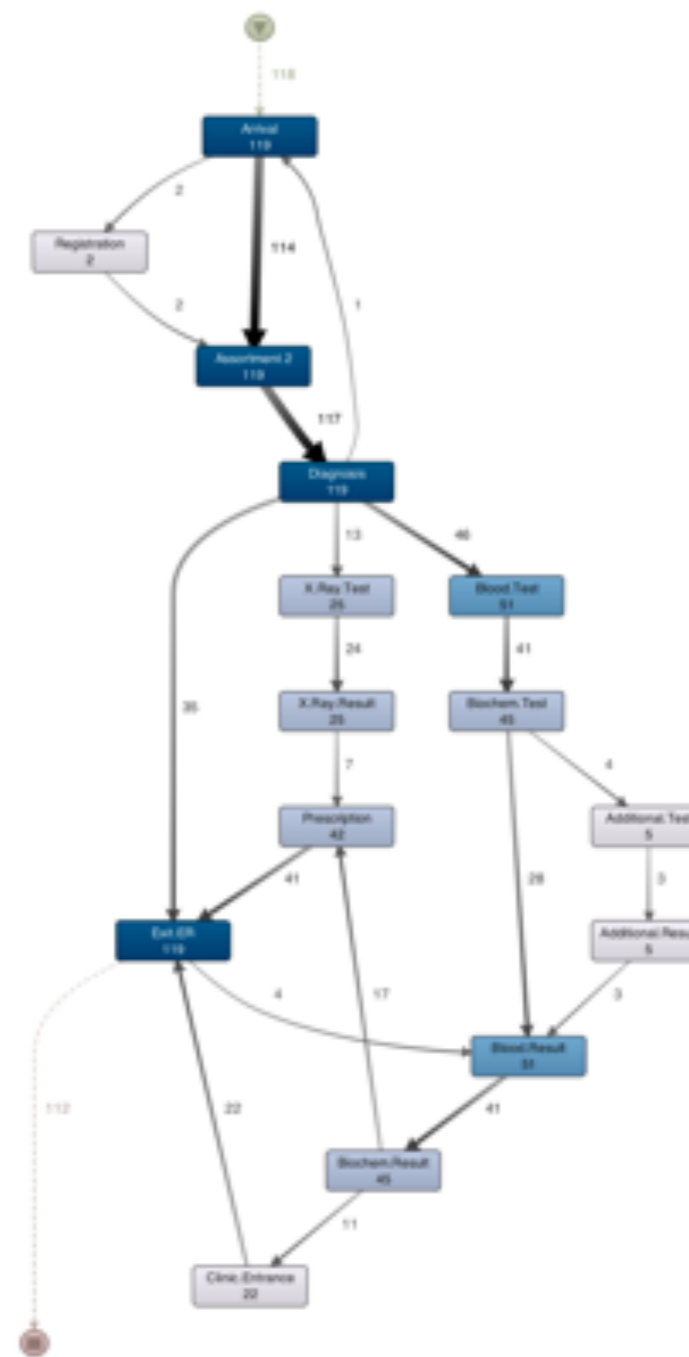 118
Arrival
119
2
Registration
2
114
1
2
Assortment.2
119
117
Diagnosis
119
13
46
X.Ray.Test
25
Blood.Test
51
24
41
35
X.Ray.Result
25
Biochem.Test
45
7
4
Prescription
42
Additional.Test
5
41
28
3
Exit.ER
119
Additional.Resu
5
4
17
3
Blood.Result
51
112
22
41
Biochem.Result
45
11
Clinic.Entrance
22